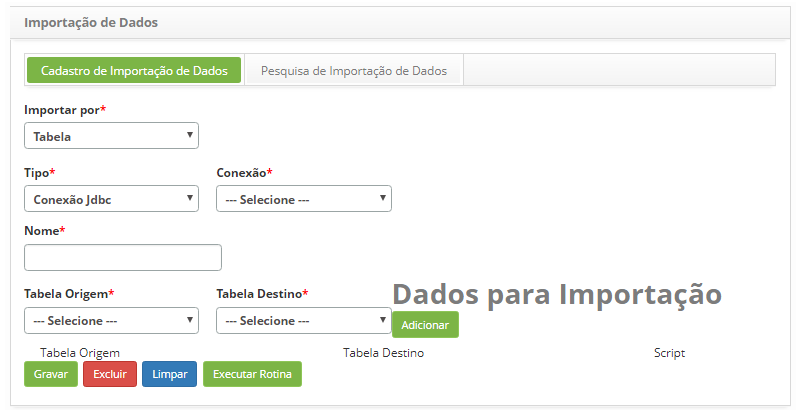 Importação de Dados
Cadastro de Importação de Dados Pesquisa de Importação de Dados
Importar por*
Tabela
Tipo* Conexão*
Conexão Jdbc --- Selecione ---
Nome*
Tabela Origem* Tabela Destino* Dados para Importação
--- Selecione --- --- Selecione --- Adicionar
Tabela Origem Tabela Destino Script
Gravar Excluir Limpar Executar Rotina